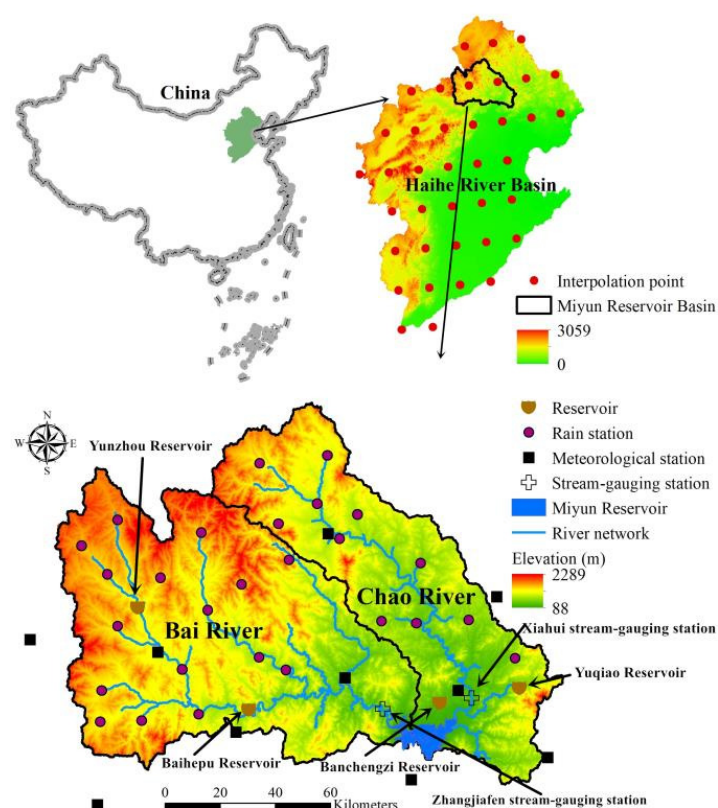 China
Haihe River Basin
Interpolation point
Miyun Reservoir Basin
3059
0
N
W E
S
Yunzhou Reservoir
Reservoir
Rain station
Meteorological station
Stream-gauging station
Miyun Reservoir
River network
Elevation (m)
2289
88
Chao River
Bai River
Xiahui stream-gauging station
Yuqiao Reservoir
Baihepu Reservoir
Banchengzi Reservoir
Zhangjiafen stream-gauging station
0 10 20 40 60
Kilometers